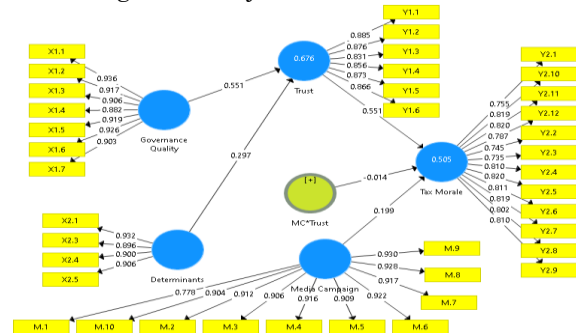 X1.1
X1.2
X1.3
X1.4
X1.5
X1.6
X1.7
0.936
0.917
0.906
0.882
0.919
0.926
0.903
Governance
Quality
0.551
0.297
0.676
Trust
0.885
0.876
0.831
0.856
0.873
0.866
Y1.1
Y1.2
Y1.3
Y1.4
Y1.5
Y1.6
0.551
[+]
MC*Trust
-0.014
0.199
0.505
Tax Morale
0.755
0.819
0.820
0.787
0.745
0.735
0.810
0.820
0.811
0.819
0.802
0.810
Y2.1
Y2.10
Y2.11
Y2.12
Y2.2
Y2.3
Y2.4
Y2.5
Y2.6
Y2.7
Y2.8
Y2.9
X2.1
X2.3
X2.4
X2.5
0.932
0.896
0.900
0.906
Determinants
Media Campaign
0.930
0.928
0.917
M.9
M.8
M.7
0.778
0.904
0.912
0.906
0.916
0.909
0.922
M.1
M.10
M.2
M.3
M.4
M.5
M.6